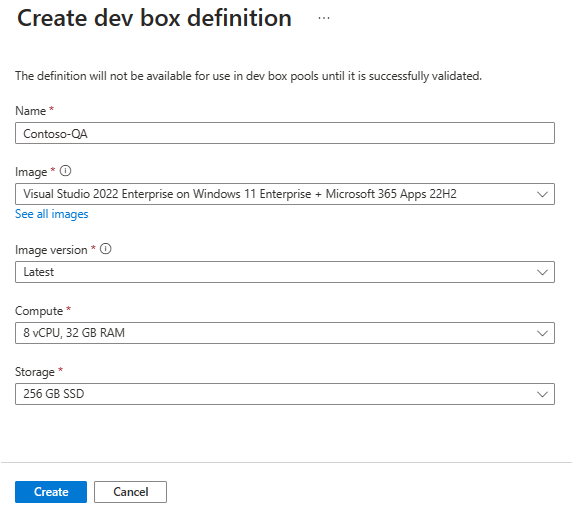 Create dev box definition ...
The definition will not be available for use in dev box pools until it is successfully validated.
Name *
Contoso-QA
Image *
Visual Studio 2022 Enterprise on Windows 11 Enterprise + Microsoft 365 Apps 22H2
See all images
Image version *
Latest
Compute *
8 vCPU, 32 GB RAM
Storage *
256 GB SSD
Create Cancel